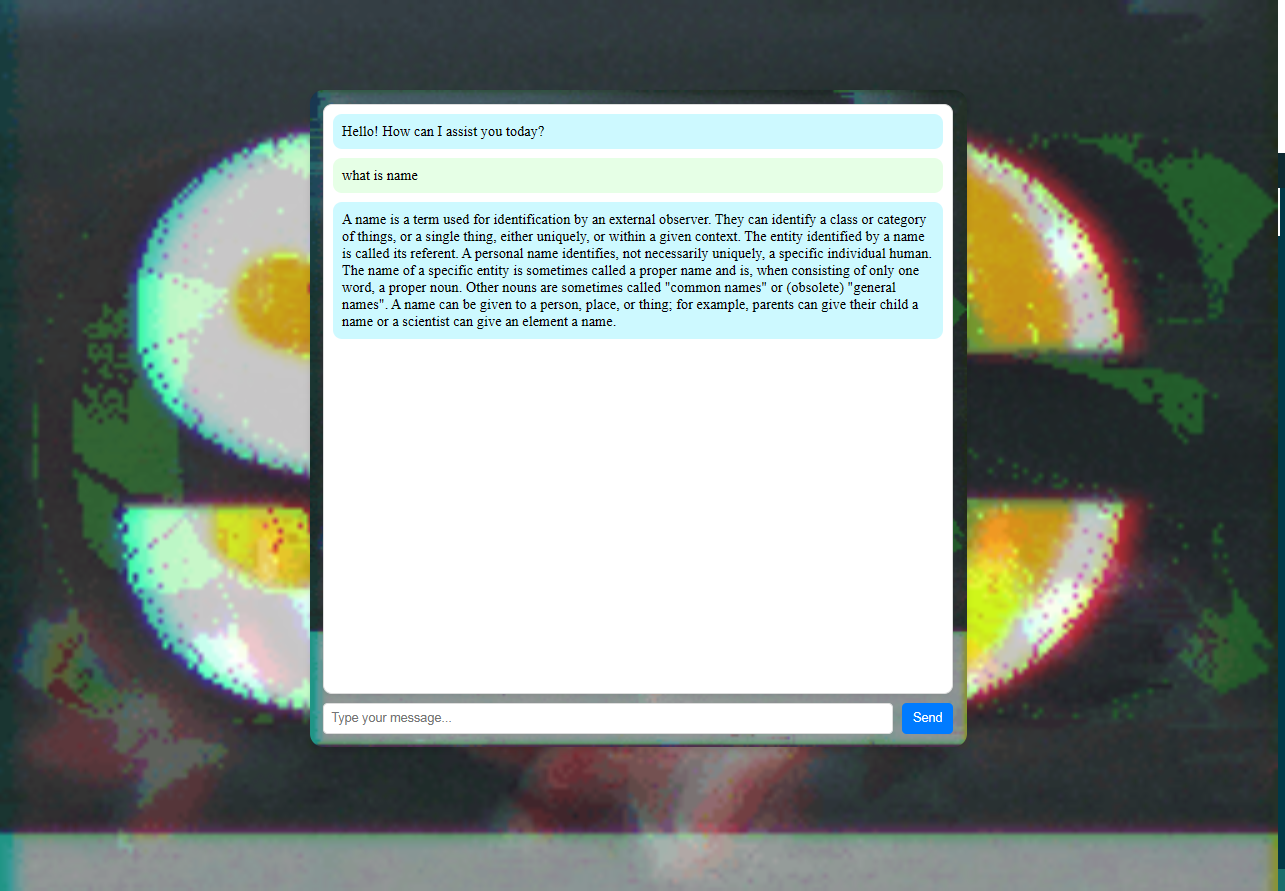 Hello! How can I assist you today?
what is name
A name is a term used for identification by an external observer. They can identify a class or category
of things, or a single thing, either uniquely, or within a given context. The entity identified by a name
is called its referent. A personal name identifies, not necessarily uniquely, a specific individual human.
The name of a specific entity is sometimes called a proper name and is, when consisting of only one
word, a proper noun. Other nouns are sometimes called "common names" or (obsolete) "general
names". A name can be given to a person, place, or thing; for example, parents can give their child a
name or a scientist can give an element a name.
Type your message...
Send